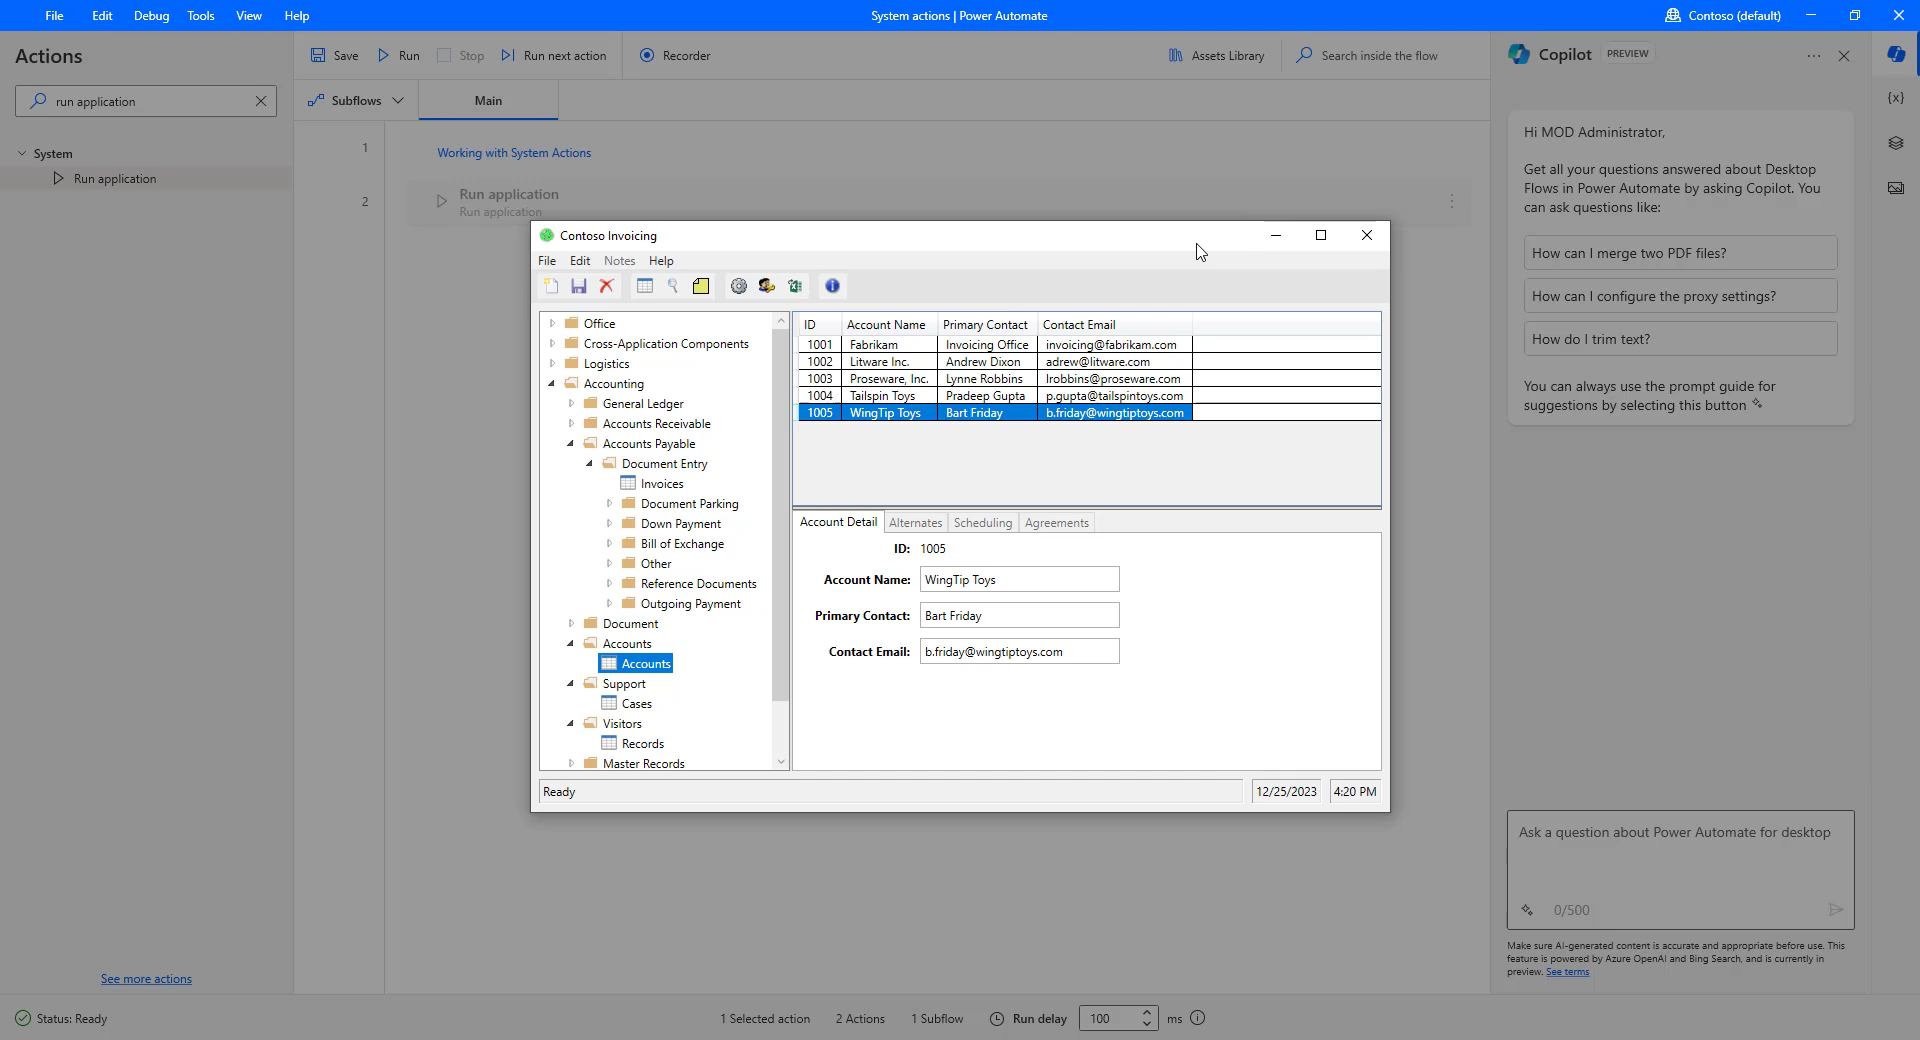 File Edit Debug Tools View Help
System actions | Power Automate
Contoso (default)
Actions
run application
System
Run application
Save Run Stop Run next action Recorder
Assets Library
Search inside the flow
Subflows Main
1 Working with System Actions
2 Run application
Run application
Contoso Invoicing
File Edit Notes Help
Office
Cross-Application Components
Logistics
Accounting
General Ledger
Accounts Receivable
Accounts Payable
Document Entry
Invoices
Document Parking
Down Payment
Bill of Exchange
Other
Reference Documents
Outgoing Payment
Document
Accounts
Accounts
Support
Cases
Visitors
Records
Master Records
ID Account Name Primary Contact Contact Email
1001 Fabrikam Invoicing Office invoicing@fabrikam.com
1002 Litware Inc. Andrew Dixon adrew@litware.com
1003 Proseware, Inc. Lynne Robbins lrobbins@proseware.com
1004 Tailspin Toys Pradeep Gupta p.gupta@tailspintoys.com
1005 WingTip Toys Bart Friday b.friday@wingtiptoys.com
Account Detail Alternates Scheduling Agreements
ID: 1005
Account Name: WingTip Toys
Primary Contact: Bart Friday
Contact Email: b.friday@wingtiptoys.com
Ready
12/25/2023 4:20 PM
Copilot PREVIEW
{x}
Hi MOD Administrator,
Get all your questions answered about Desktop
Flows in Power Automate by asking Copilot. You
can ask questions like:
How can I merge two PDF files?
How can I configure the proxy settings?
How do I trim text?
You can always use the prompt guide for
suggestions by selecting this button
Ask a question about Power Automate for desktop
0/500
Make sure AI-generated content is accurate and appropriate before use. This
feature is powered by Azure OpenAI and Bing Search, and is currently in
preview. See terms
See more actions
Status: Ready
1 Selected action 2 Actions 1 Subflow Run delay 100 ms